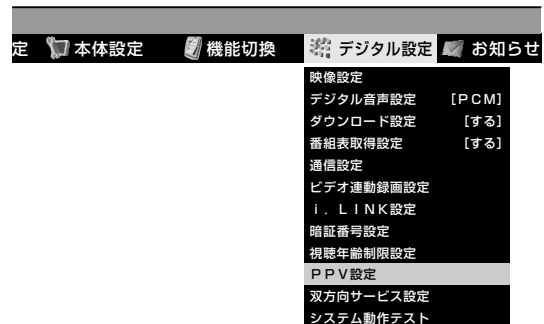 定 本体設定 機能切換 デジタル設定 お知らせ
映像設定
デジタル音声設定 [PCM]
ダウンロード設定 [する]
番組表取得設定 [する]
通信設定
ビデオ連動録画設定
i．LINK設定
暗証番号設定
視聴年齢制限設定
PPV設定
双方向サービス設定
システム動作テスト